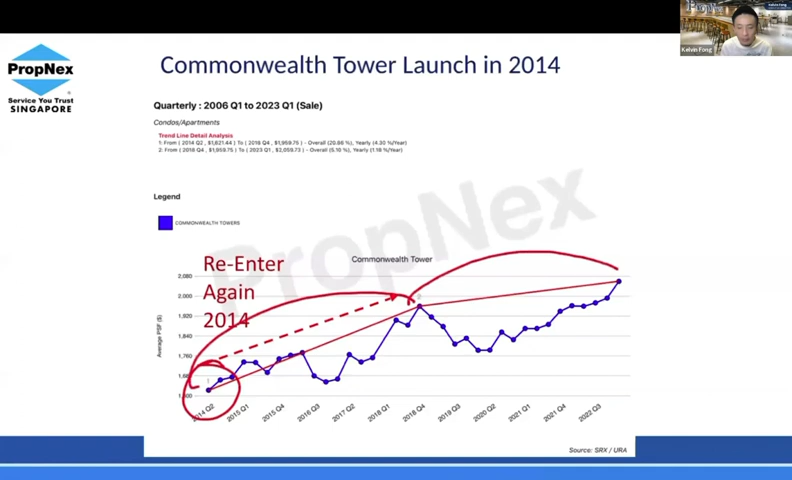 PropNex
Service You Trust
SINGAPORE
Commonwealth Tower Launch in 2014
Kelvin Fong
Kelvin Fong
Quarterly : 2006 Q1 to 2023 Q1 (Sale)
Condos/Apartments
Trend Line Detail Analysis
1: From ( 2014 Q2 , $1,621.44) To ( 2018 Q4 , $1,959.75) - Overall (20.86 %), Yearly (4.30 %/Year)
2: From ( 2018 Q4 , $1,959.75) To ( 2023 Q1 , $2,059.73) - Overall (5.10 %), Yearly (1.18 %/Year)
Legend
COMMONWEALTH TOWERS
PropNex
Commonwealth Tower
Re-Enter
Again
2014
Average PSF ($)
2,080
2,000
1,920
1,840
1,760
2014 Q2
2015 Q1
2015 Q4
2016 Q3
2017 Q2
2018 Q1
2018 Q4
2019 Q3
2020 Q2
2021 Q1
2021 Q4
2022 Q3
Source: SRX / URA